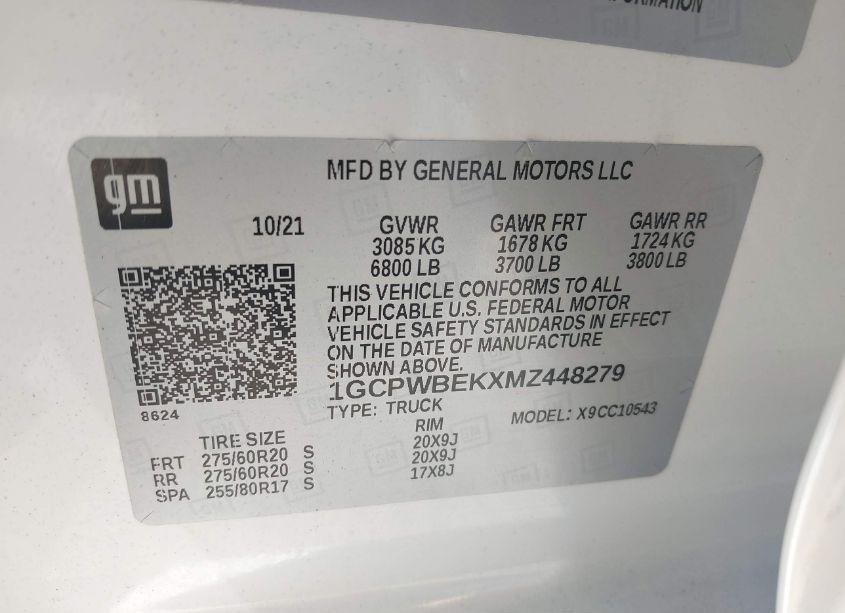 FORMATION
gm
MFD BY GENERAL MOTORS LLC
10/21 GVWR GAWR FRT GAWR RR
3085 KG 1678 KG 1724 KG
6800 LB 3700 LB 3800 LB
THIS VEHICLE CONFORMS TO ALL
APPLICABLE U.S. FEDERAL MOTOR
VEHICLE SAFETY STANDARDS IN EFFECT
ON THE DATE OF MANUFACTURE
SHOWN ABOVE.
1GCPWBEKXMZ448279
8624
TYPE: TRUCK MODEL: X9CC10543
TIRE SIZE RIM
FRT 275/60R20 S 20X9J
RR 275/60R20 S 20X9J
SPA 255/80R17 S 17X8J